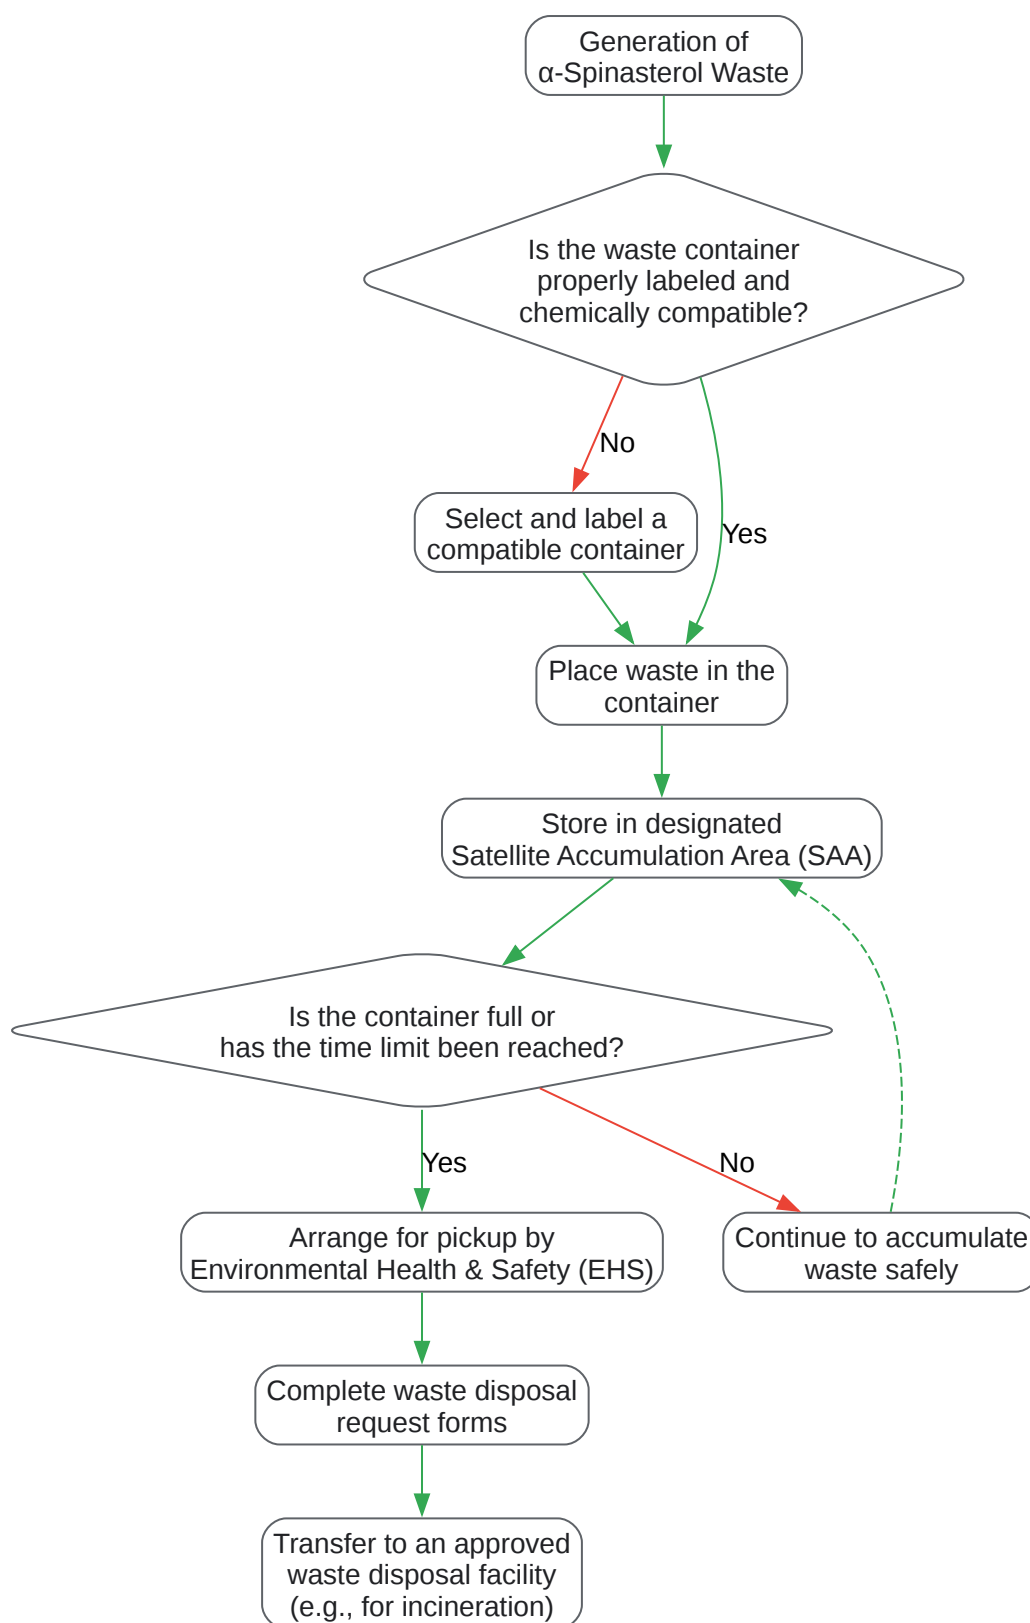 Generation of
α-Spinasterol Waste
Is the waste container
properly labeled and
chemically compatible?
No
Select and label a
compatible container
Yes
Place waste in the
container
Store in designated
Satellite Accumulation Area (SAA)
Is the container full or
has the time limit been reached?
Yes
No
Arrange for pickup by
Environmental Health & Safety (EHS)
Continue to accumulate
waste safely
Complete waste disposal
request forms
Transfer to an approved
waste disposal facility
(e.g., for incineration)